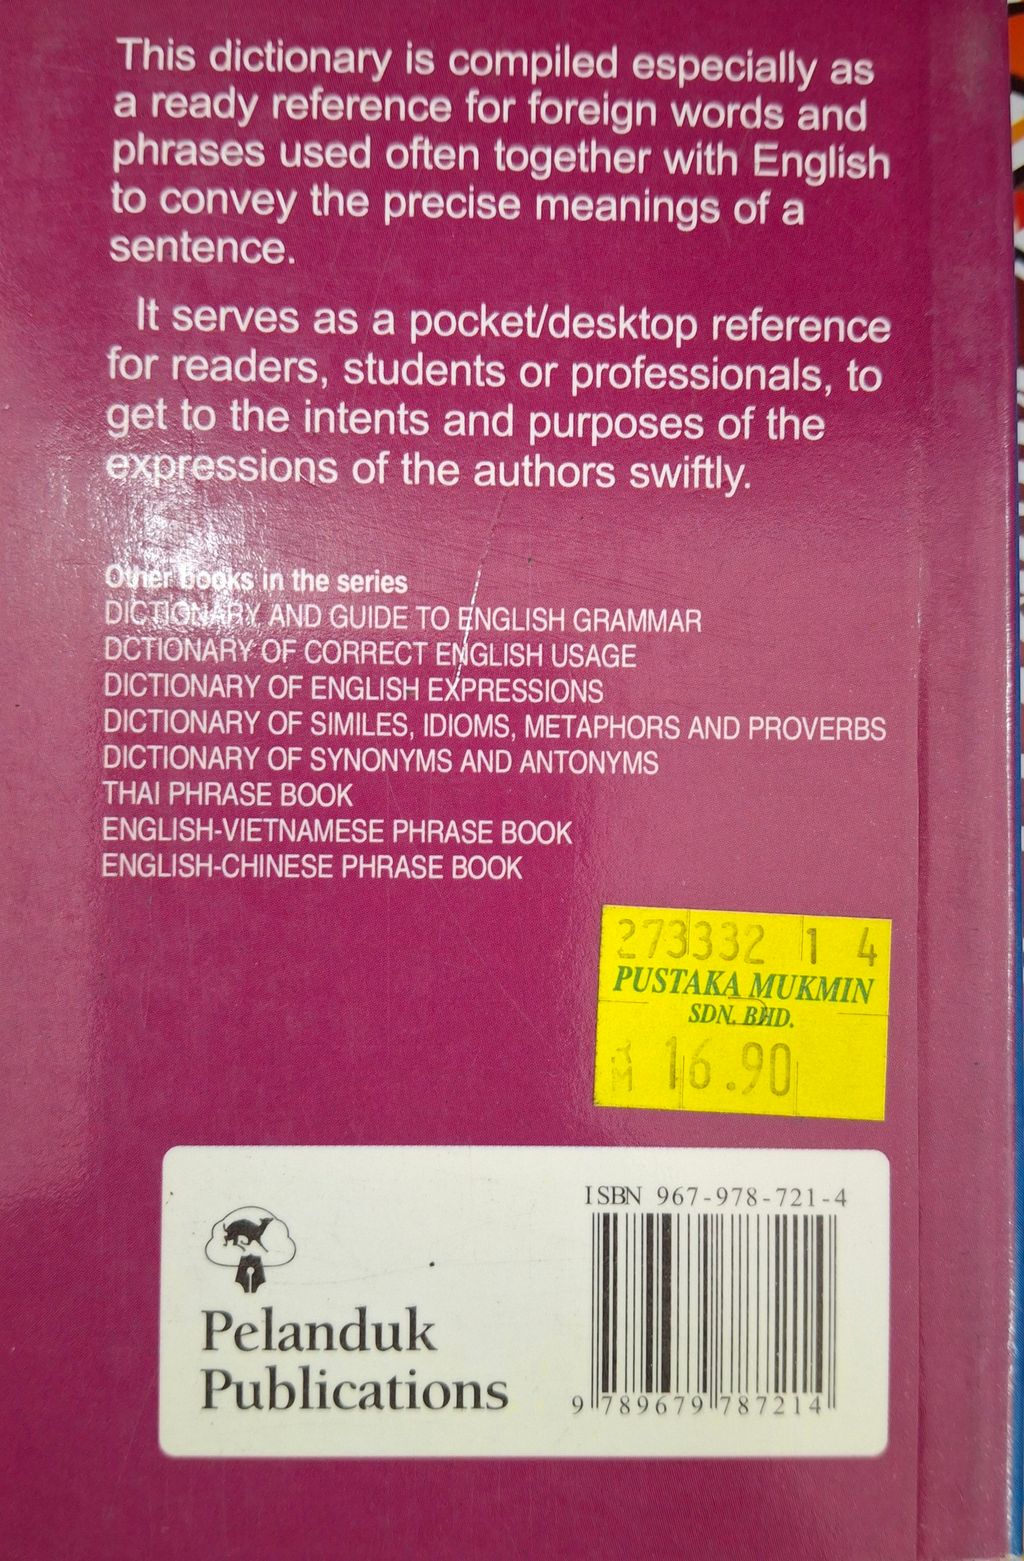 This dictionary is compiled especially as
a ready reference for foreign words and
phrases used often together with English
to convey the precise meanings of a
sentence.
It serves as a pocket/desktop reference
for readers, students or professionals, to
get to the intents and purposes of the
expressions of the authors swiftly.
Other books in the series
DICTIONARY AND GUIDE TO ENGLISH GRAMMAR
DCTIONARY OF CORRECT ENGLISH USAGE
DICTIONARY OF ENGLISH EXPRESSIONS
DICTIONARY OF SIMILES, IDIOMS, METAPHORS AND PROVERBS
DICTIONARY OF SYNONYMS AND ANTONYMS
THAI PHRASE BOOK
ENGLISH-VIETNAMESE PHRASE BOOK
ENGLISH-CHINESE PHRASE BOOK
273332 1 4
PUSTAKA MUKMIN
SDN. BHD.
RM 16.90
ISBN 967-978-721-4
Pelanduk
Publications
9 789679 787214